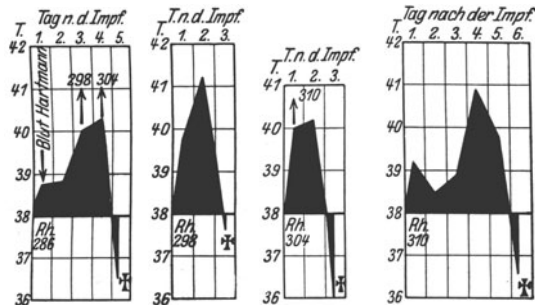 Tag n. d. Impf.
T. 1. 2. 3. 4. 5.
42
41
40
39
38
37
36
Blut Hartmann
298
304
Rh.
286
T. n. d. Impf.
T. 1. 2. 3.
42
41
40
39
38
37
36
Rh.
298
T. n. d. Impf.
T. 1. 2. 3.
310
41
40
39
38
37
36
Rh.
304
Tag nach der Impf.
T. 1. 2. 3. 4. 5. 6.
42
41
40
39
38
37
36
Rh.
310